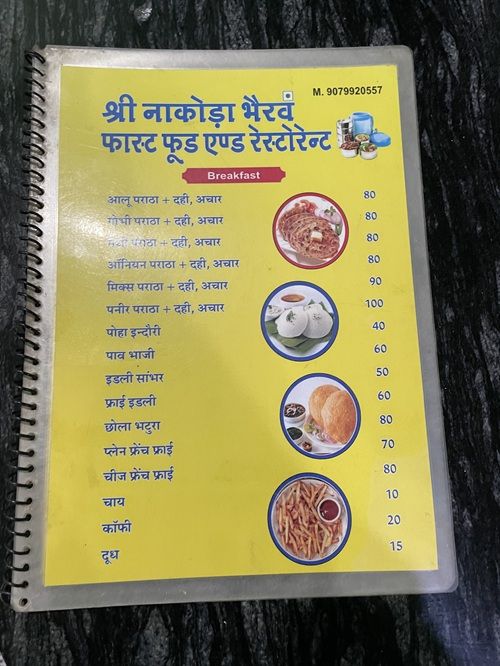 M. 9079920557
श्री नाकोड़ा भैरव
फास्ट फूड एण्ड रेस्टोरेन्ट
Breakfast
आलू पराठा + दही, अचार 80
गोभी पराठा + दही, अचार 80
पराठा + दही, अचार 80
ऑनियन पराठा + दही, अचार 80
मिक्स पराठा + दही, अचार 90
पनीर पराठा + दही, अचार 100
पोहा इन्दौरी 40
पाव भाजी 60
इडली सांभर 50
फ्राई इडली 60
छोला भटुरा 80
प्लेन फ्रेंच फ्राई 70
चीज फ्रेंच फ्राई 80
चाय 10
कॉफी 20
दूध 15